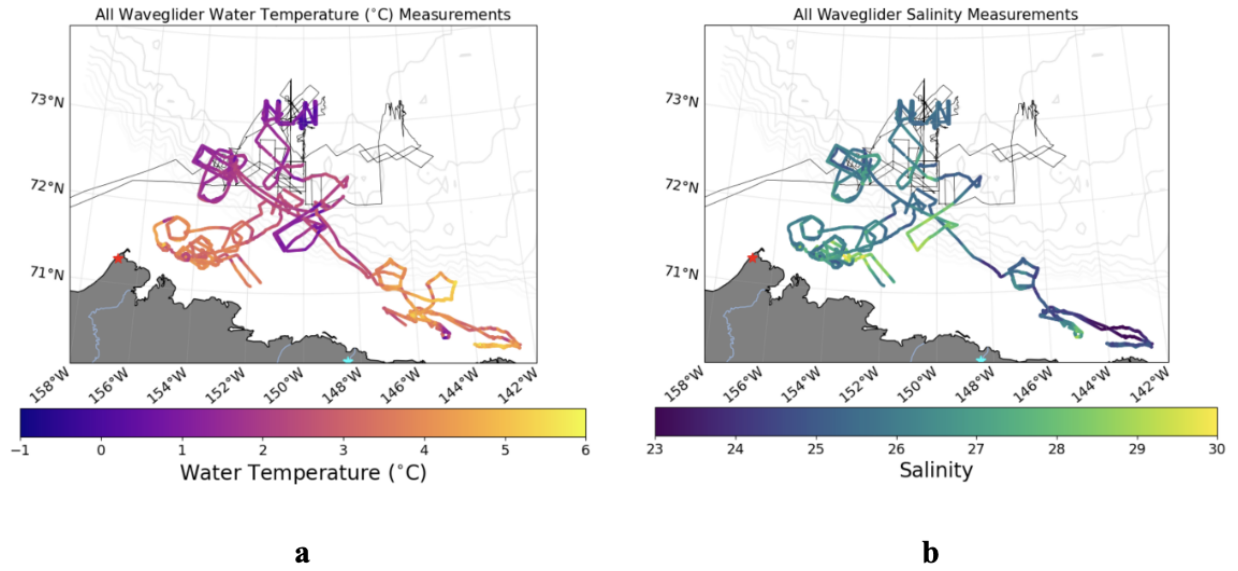 All Waveglider Water Temperature (°C) Measurements
73°N
72°N
71°N
158°W
156°W
154°W
152°W
150°W
148°W
146°W
144°W
142°W
−1
0
1
2
3
4
5
6
Water Temperature (°C)
a
All Waveglider Salinity Measurements
73°N
72°N
71°N
158°W
156°W
154°W
152°W
150°W
148°W
146°W
144°W
142°W
23
24
25
26
27
28
29
30
Salinity
b